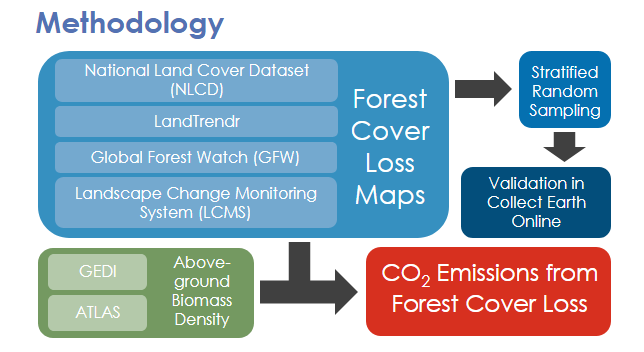 Methodology
National Land Cover Dataset
(NLCD)
LandTrendr
Global Forest Watch (GFW)
Landscape Change Monitoring
System (LCMS)
Forest
Cover
Loss
Maps
Stratified
Random
Sampling
Validation in
Collect Earth
Online
GEDI
ATLAS
Above-
ground
Biomass
Density
CO₂ Emissions from
Forest Cover Loss